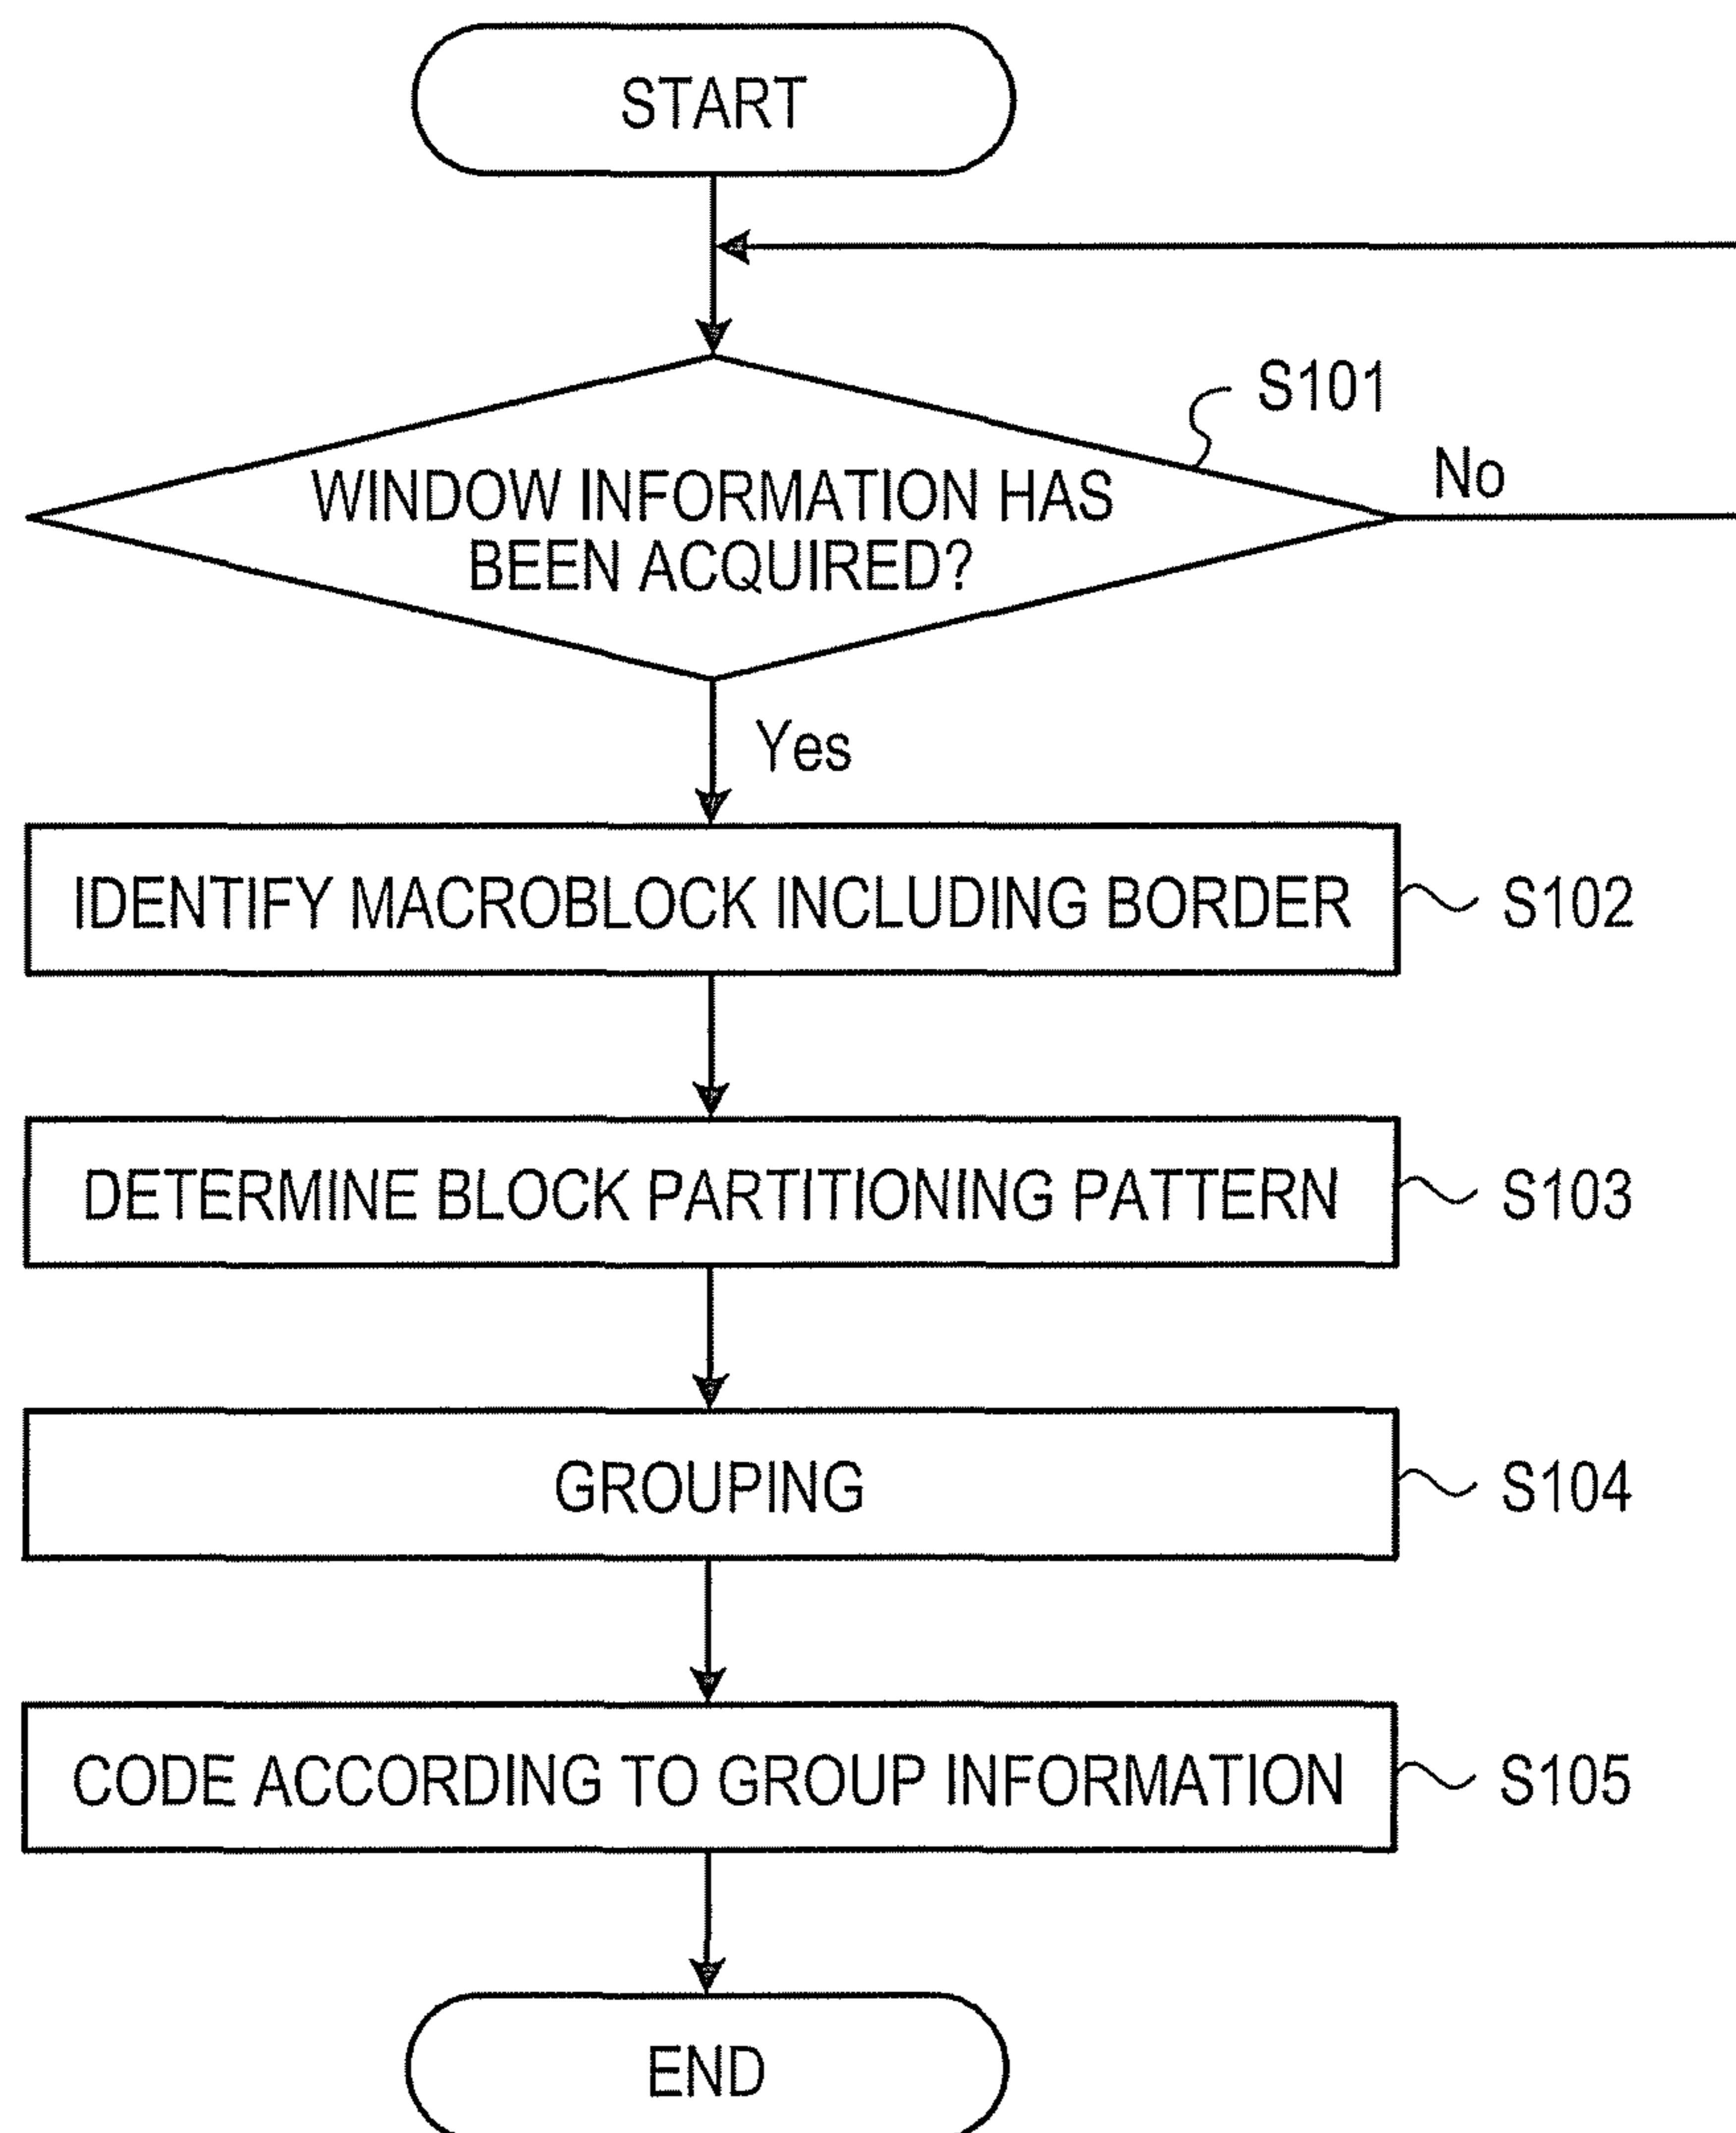 START
S101
WINDOW INFORMATION HAS
BEEN ACQUIRED?
No
Yes
IDENTIFY MACROBLOCK INCLUDING BORDER
S102
DETERMINE BLOCK PARTITIONING PATTERN
S103
GROUPING
S104
CODE ACCORDING TO GROUP INFORMATION
S105
END